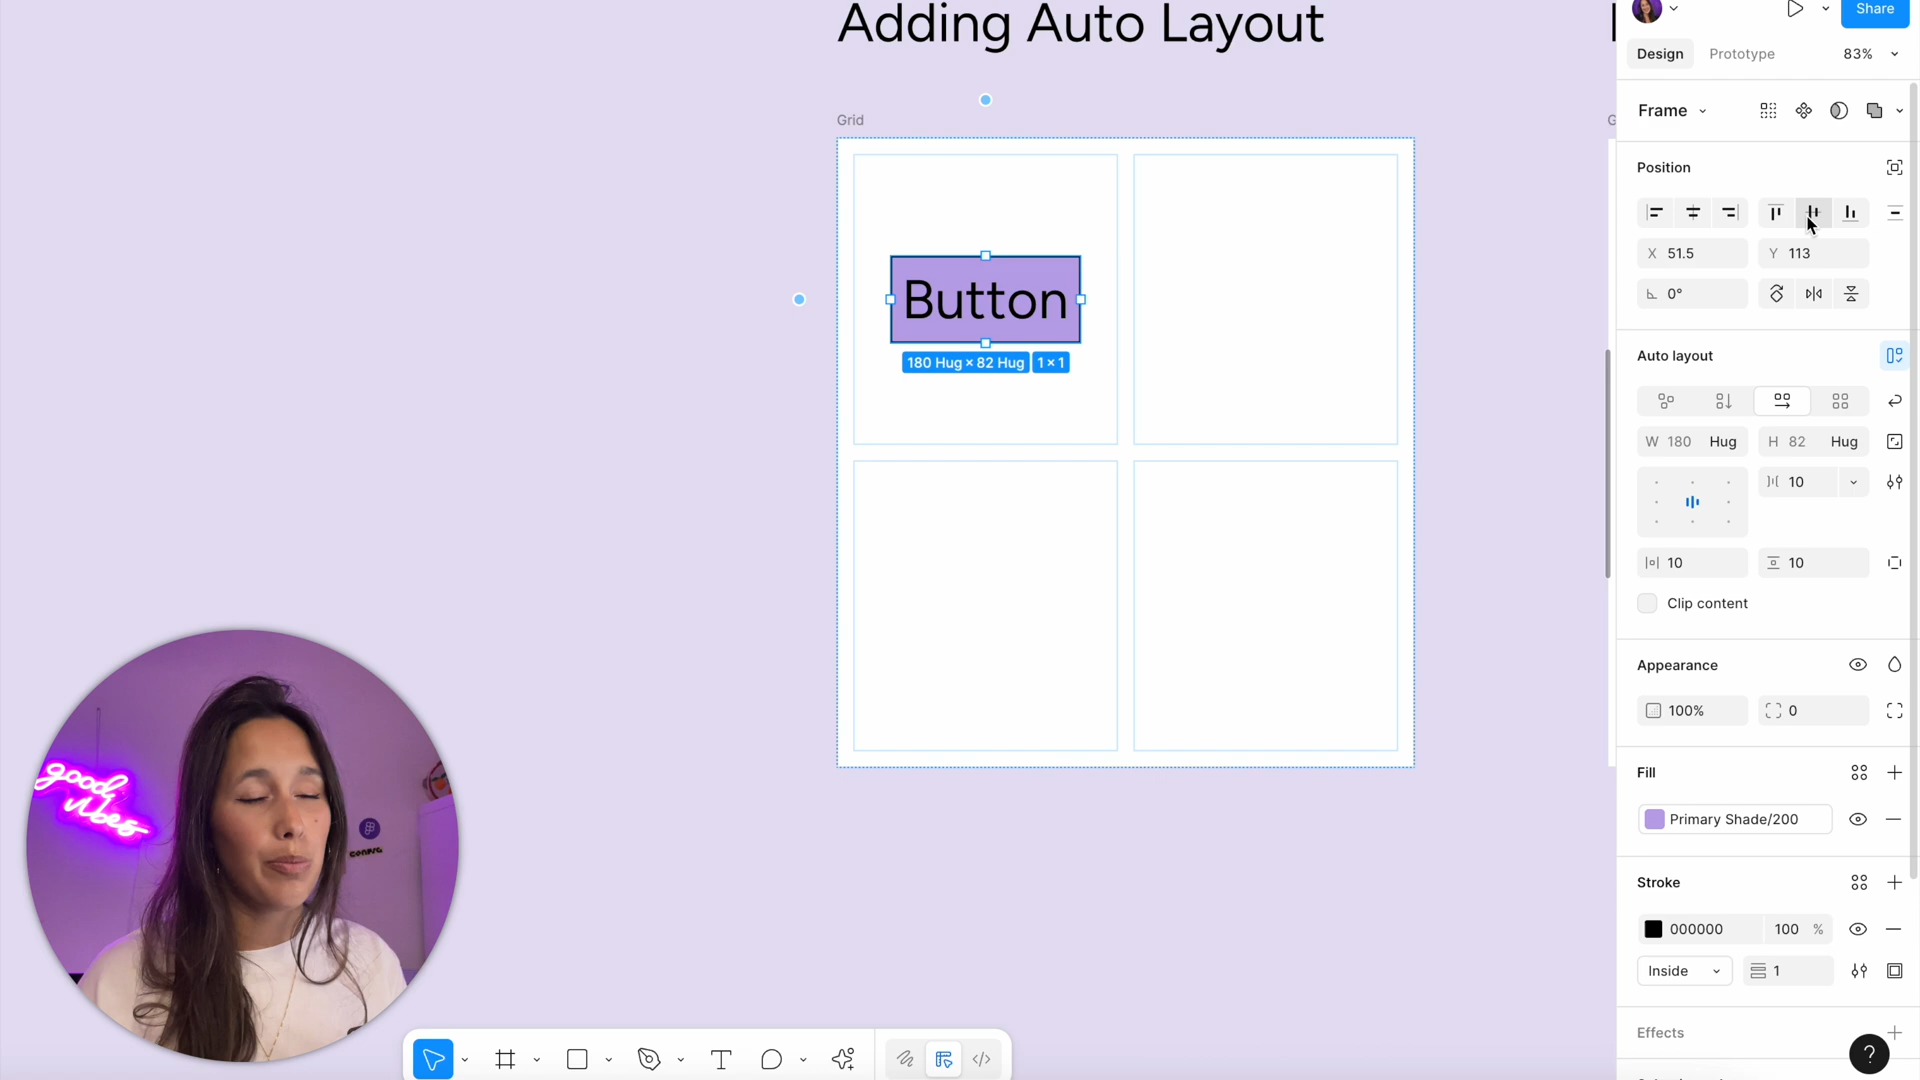 Adding Auto Layout
Share
Design
Prototype
83%
Grid
G
Frame
Position
X 51.5
Y 113
0°
Button
180 Hug × 82 Hug
1 × 1
Auto layout
W 180 Hug
H 82 Hug
10
10
10
Clip content
Appearance
100%
0
Fill
Primary Shade/200
Stroke
000000
100 %
Inside
1
Effects
good
vibes
config
T
</> 
?